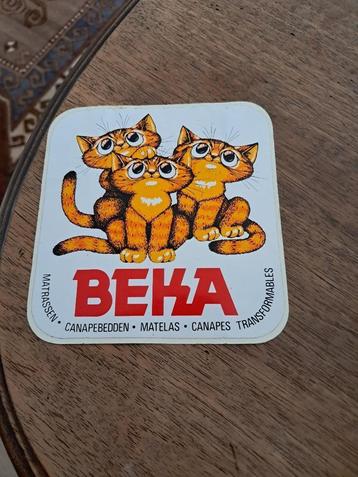 BEKA
MATRASSEN • CANAPEBEDDEN • MATELAS • CANAPES TRANSFORMABLES